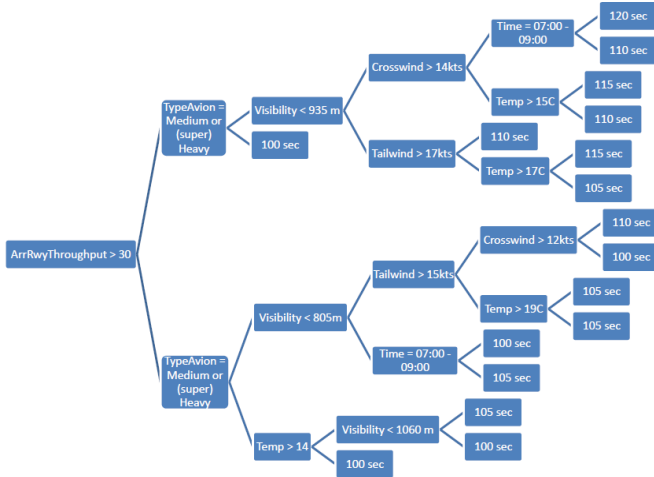 120 sec
Time = 07:00 -
09:00
110 sec
Crosswind > 14kts
115 sec
TypeAvion =
Medium or
(super)
Heavy
Visibility < 935 m
Temp > 15C
110 sec
110 sec
100 sec
Tailwind > 17kts
115 sec
Temp > 17C
105 sec
110 sec
Crosswind > 12kts
ArrRwyThroughput > 30
100 sec
Tailwind > 15kts
105 sec
Visibility < 805m
Temp > 19C
105 sec
100 sec
Time = 07:00 -
09:00
TypeAvion =
Medium or
(super)
Heavy
105 sec
105 sec
Visibility < 1060 m
Temp > 14
100 sec
100 sec